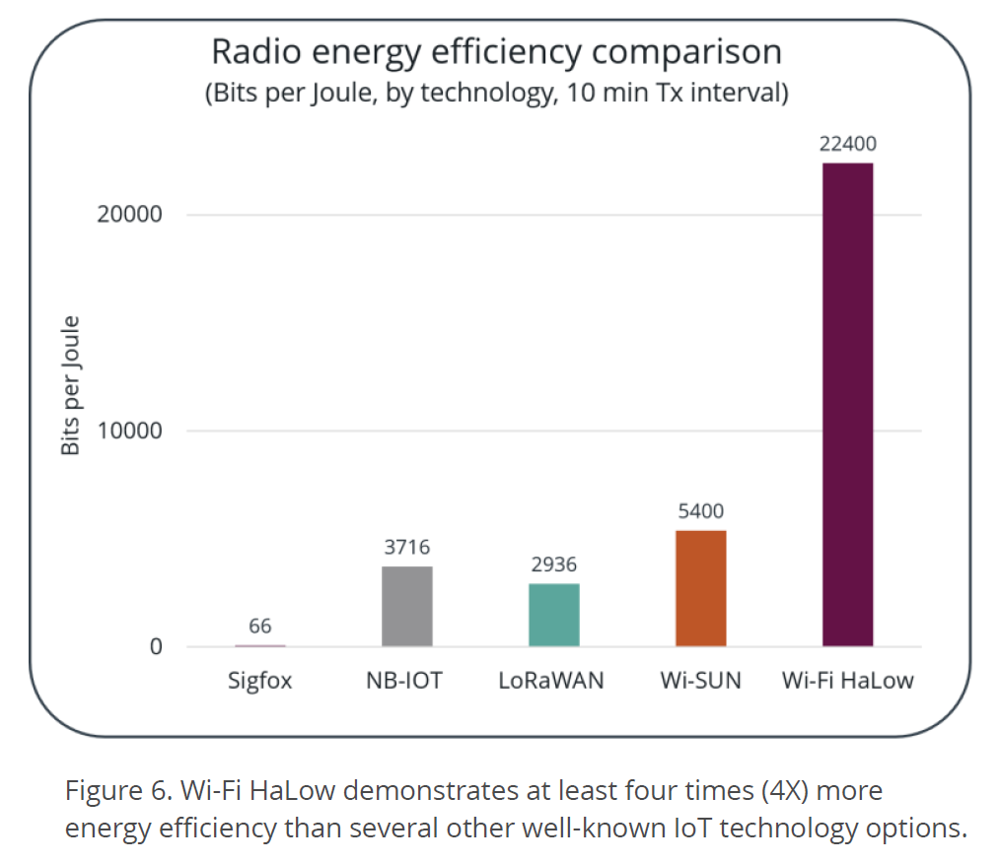 Radio energy efficiency comparison
(Bits per Joule, by technology, 10 min Tx interval)
22400
20000
Bits per Joule
10000
5400
3716
2936
66
0
Sigfox NB-IOT LoRaWAN Wi-SUN Wi-Fi HaLow
Figure 6. Wi-Fi HaLow demonstrates at least four times (4X) more
energy efficiency than several other well-known IoT technology options.